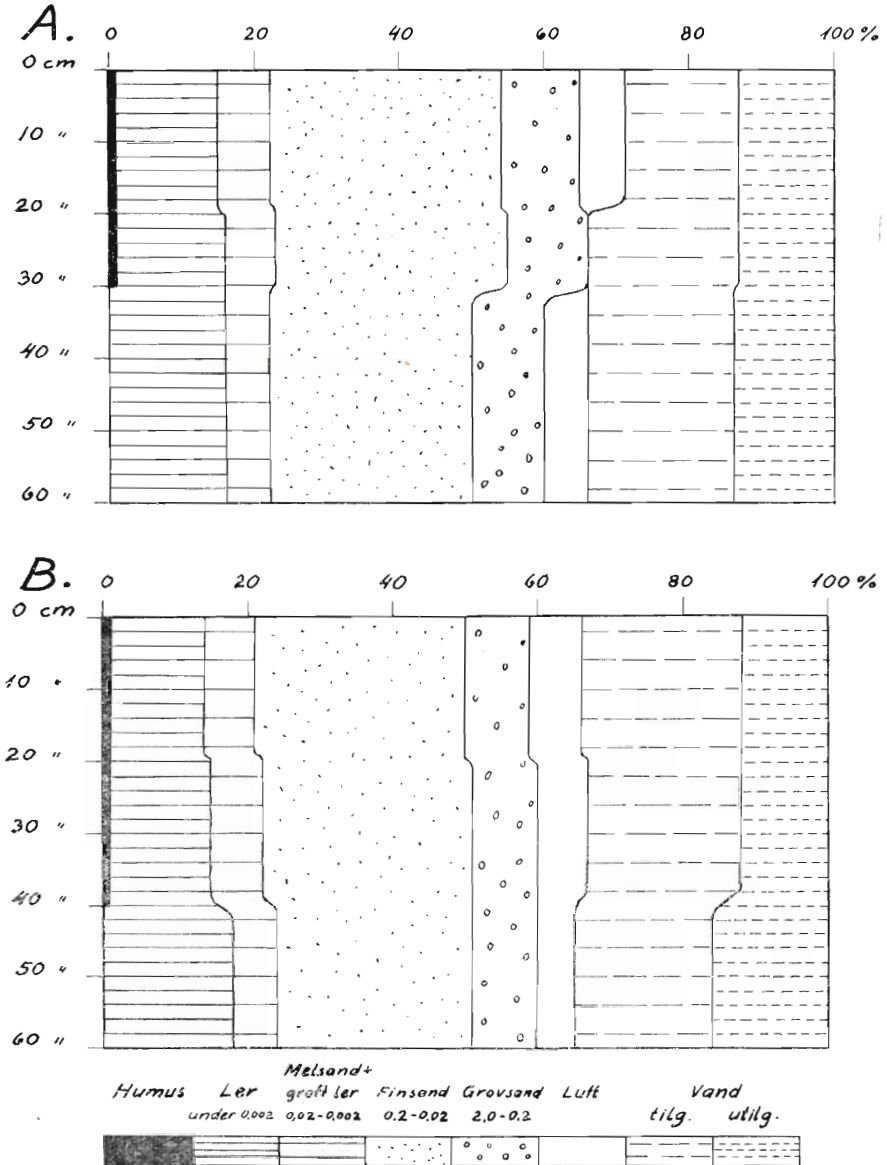 A.
0 20 40 60 80 100 %
0 cm
10 "
20 "
30 "
40 "
50 "
60 "
B.
0 20 40 60 80 100 %
0 cm
10 "
20 "
30 "
40 "
50 "
60 "
Melsand+
Humus Ler groft ler Finsand Grovsand Luft Vand
under 0,002 0,02-0,002 0,2-0,02 2,0-0,2 tilg. utilg.